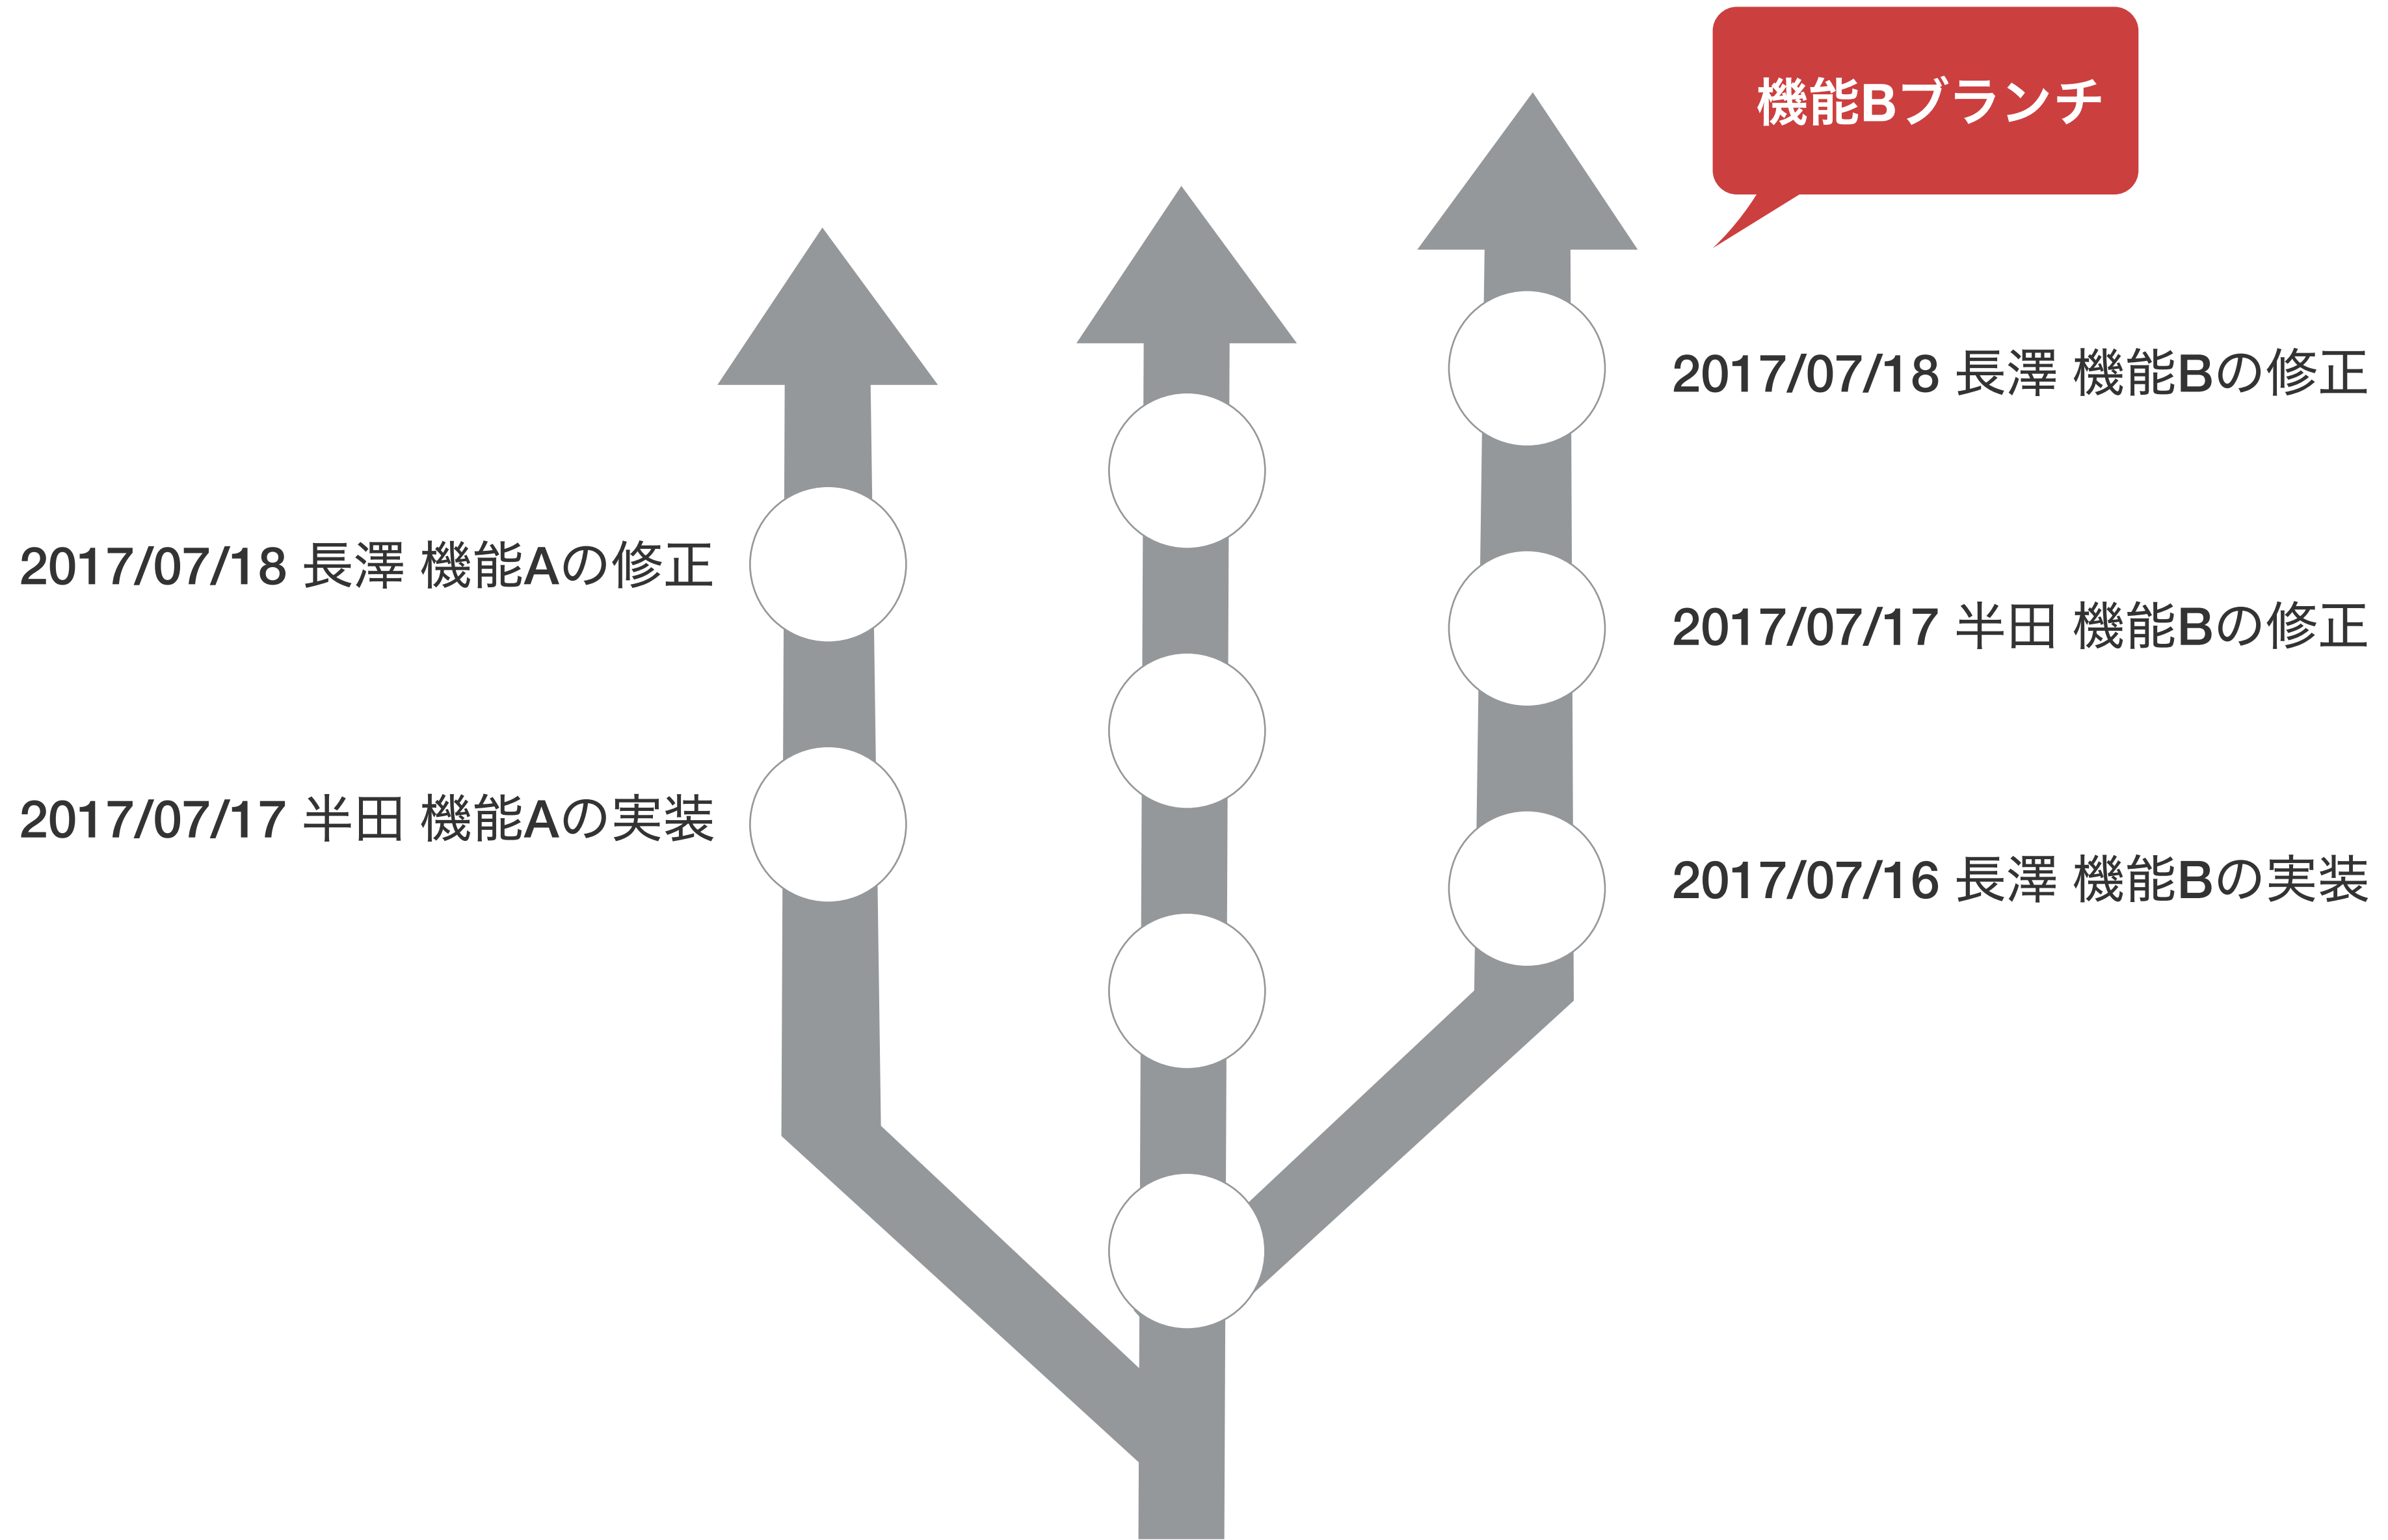 機能Bブランチ
2017/07/18 長澤 機能Bの修正
2017/07/18 長澤 機能Aの修正
2017/07/17 半田 機能Bの修正
2017/07/17 半田 機能Aの実装
2017/07/16 長澤 機能Bの実装